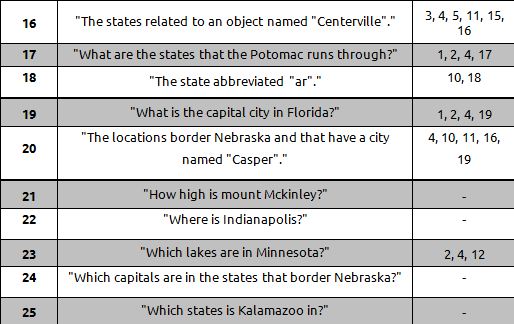 16 "The states related to an object named "Centerville"." 3, 4, 5, 11, 15,
16
17 "What are the states that the Potomac runs through?" 1, 2, 4, 17
18 "The state abbreviated "ar"." 10, 18
19 "What is the capital city in Florida?" 1, 2, 4, 19
20 "The locations border Nebraska and that have a city
named "Casper"." 4, 10, 11, 16,
19
21 "How high is mount Mckinley?" -
22 "Where is Indianapolis?" -
23 "Which lakes are in Minnesota?" 2, 4, 12
24 "Which capitals are in the states that border Nebraska?" -
25 "Which states is Kalamazoo in?" -